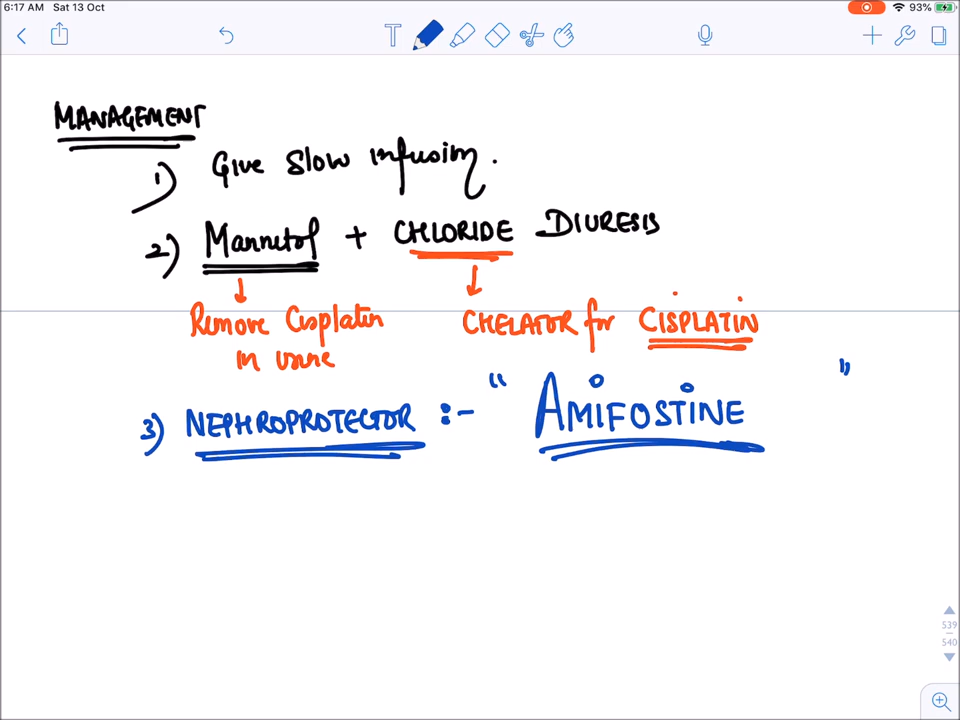 6:17 AM Sat 13 Oct 93%
T
MANAGEMENT
1) Give Slow infusion.
2) Mannitol + CHLORIDE DIURESIS
Remove Cisplatin CHELATOR for CISPLATIN
in urine
3) NEPHROPROTECTOR :- " AMIFOSTINE "
539
540